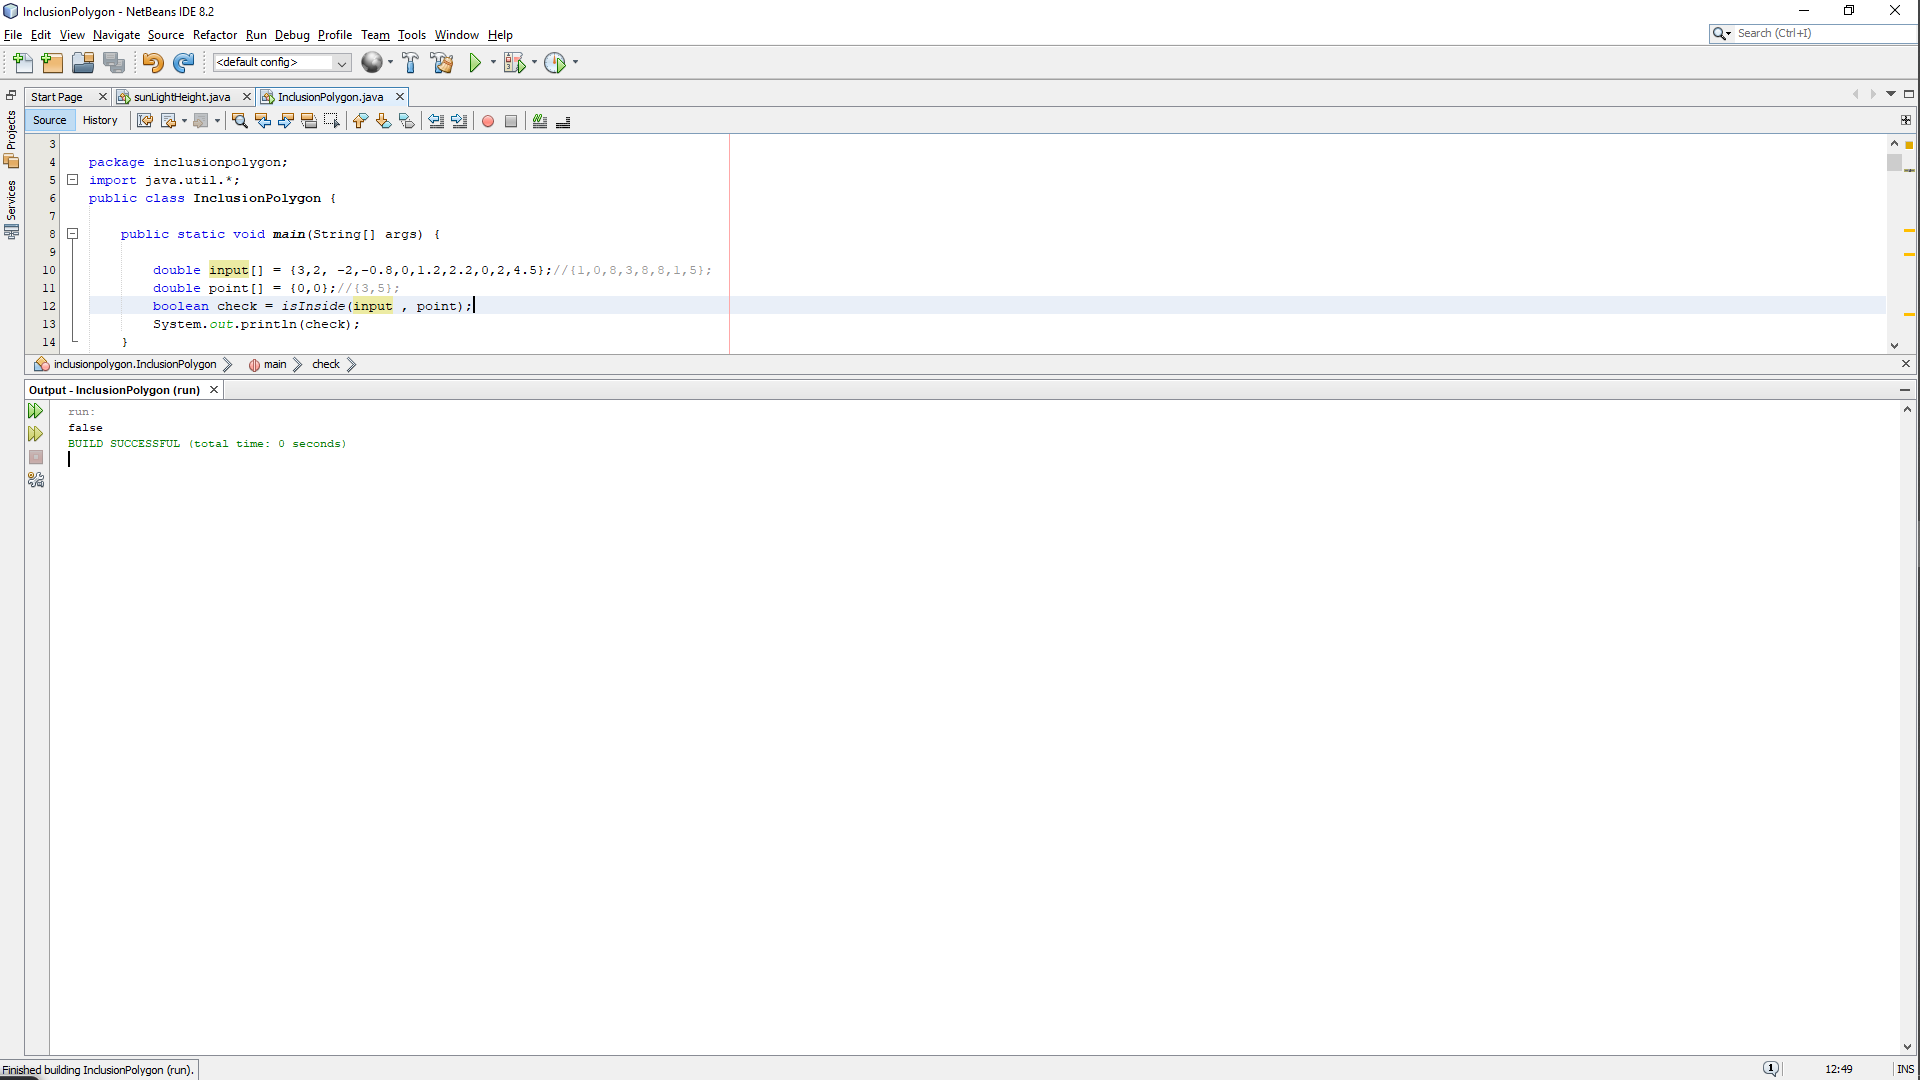 InclusionPolygon - NetBeans IDE 8.2
File Edit View Navigate Source Refactor Run Debug Profile Team Tools Window Help
Search (Ctrl+I)
<default config>
Start Page sunLightHeight.java InclusionPolygon.java
Source History
Projects
Services
3
4 package inclusionpolygon;
5 import java.util.*;
6 public class InclusionPolygon {
7
8 public static void main(String[] args) {
9
10 double input[] = {3,2, -2,-0.8,0,1.2,2.2,0,2,4.5};//{1,0,8,3,8,8,1,5};
11 double point[] = {0,0};//{3,5};
12 boolean check = isInside(input , point);
13 System.out.println(check);
14 }
inclusionpolygon.InclusionPolygon main check
Output - InclusionPolygon (run)
run:
false
BUILD SUCCESSFUL (total time: 0 seconds)
Finished building InclusionPolygon (run).
1
12:49
INS